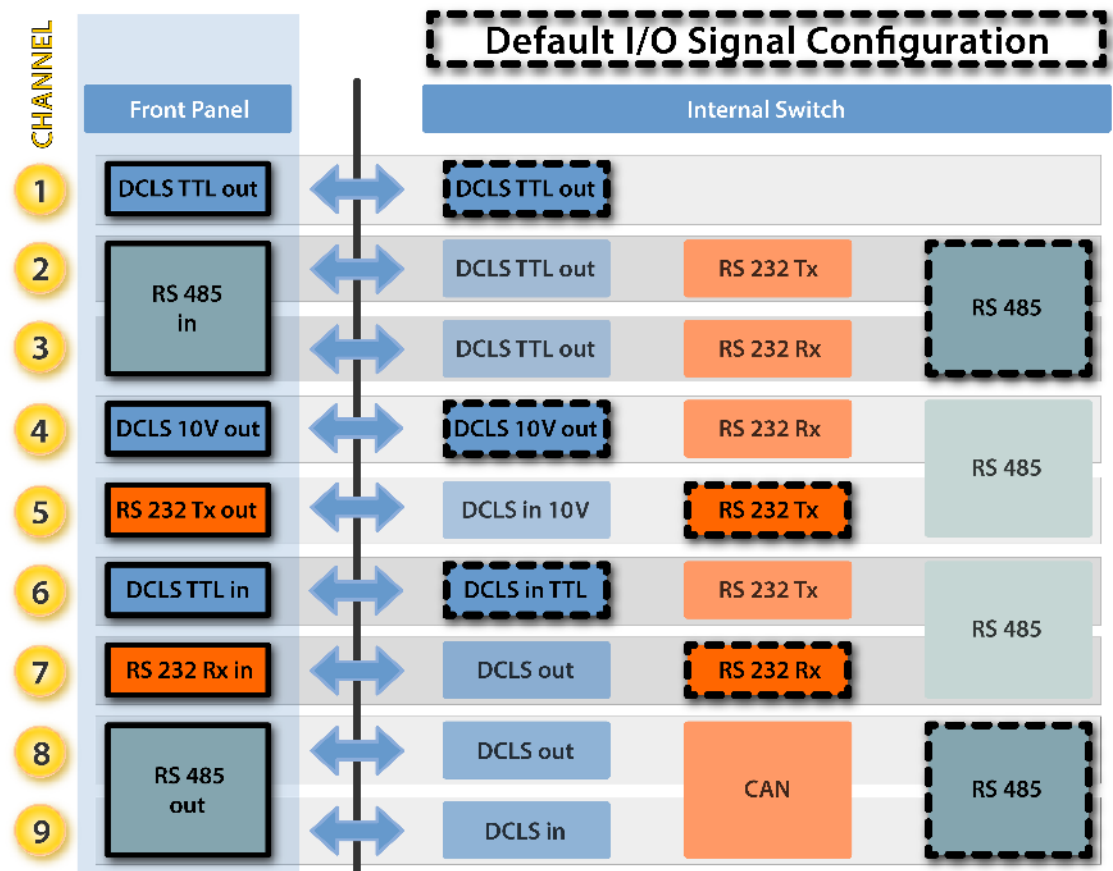 CHANNEL
Default I/O Signal Configuration
Front Panel
Internal Switch
1
DCLS TTL out
DCLS TTL out
2
RS 485
in
DCLS TTL out
RS 232 Tx
RS 485
3
DCLS TTL out
RS 232 Rx
4
DCLS 10V out
DCLS 10V out
RS 232 Rx
RS 485
5
RS 232 Tx out
DCLS in 10V
RS 232 Tx
6
DCLS TTL in
DCLS in TTL
RS 232 Tx
RS 485
7
RS 232 Rx in
DCLS out
RS 232 Rx
8
RS 485
out
DCLS out
CAN
RS 485
9
DCLS in